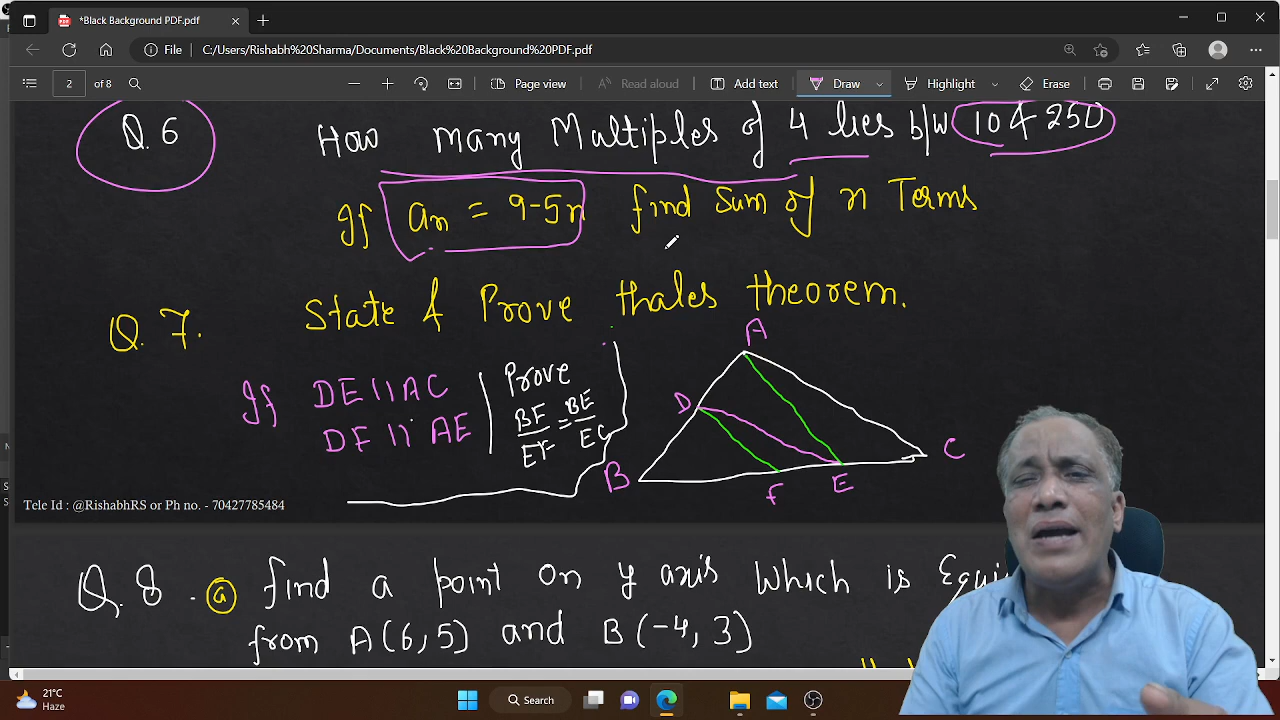 *Black Background PDF.pdf
File C:/Users/Rishabh%20Sharma/Documents/Black%20Background%20PDF.pdf
2 of 8 Page view Read aloud Add text Draw Highlight Erase
Q.6 How many Multiples of 4 lies b/w 10 & 250
If an = 9-5n find sum of n Terms
Q.7. State & Prove thales theorem.
If DE || AC
DF || AE
Prove
BF/EF = BE/EC
A
D
B
F
E
C
Tele Id : @RishabhRS or Ph no. - 70427785484
Q.8. (a) find a point on y axis which is Equi
from A(6, 5) and B(-4, 3)
21°C
Haze
Search